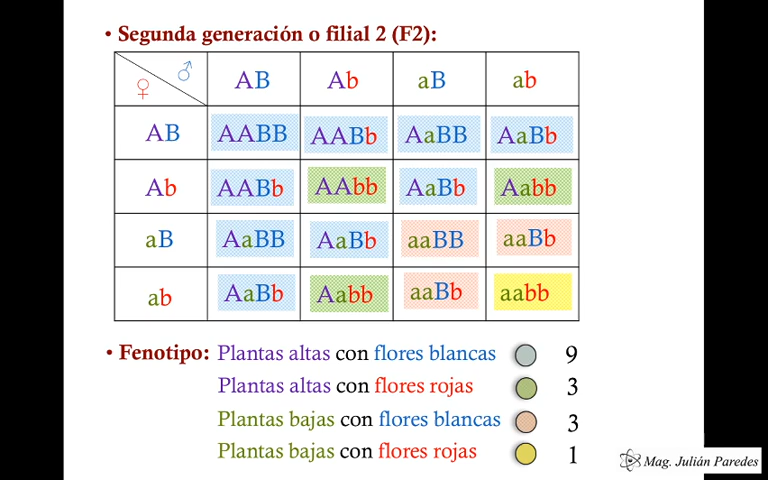 • Segunda generación o filial 2 (F2):
♀ ♂ AB Ab aB ab
AB AABB AABb AaBB AaBb
Ab AABb AAbb AaBb Aabb
aB AaBB AaBb aaBB aaBb
ab AaBb Aabb aaBb aabb
• Fenotipo: Plantas altas con flores blancas 9
Plantas altas con flores rojas 3
Plantas bajas con flores blancas 3
Plantas bajas con flores rojas 1
Mag. Julián Paredes